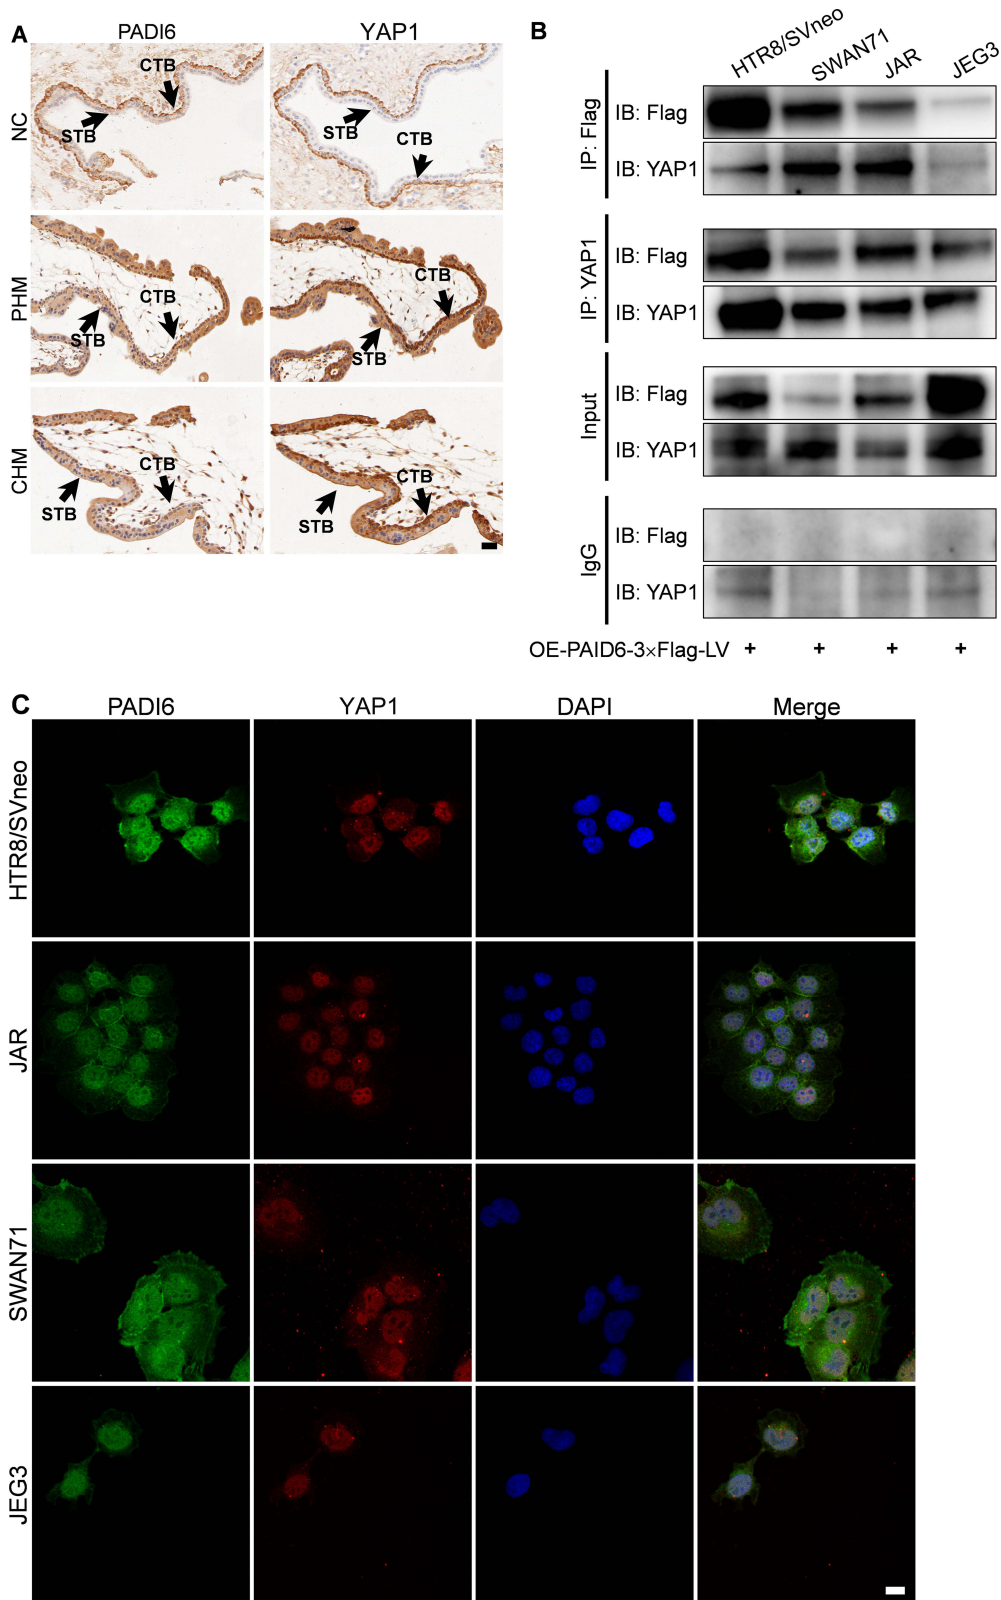 A
PADI6
YAP1
NC
CTB
STB
STB
CTB
PHM
CTB
STB
CTB
STB
CHM
CTB
STB
CTB
STB
B
HTR8/SVneo
SWAN71
JAR
JEG3
IP: Flag
IB: Flag
IB: YAP1
IP: YAP1
IB: Flag
IB: YAP1
Input
IB: Flag
IB: YAP1
IgG
IB: Flag
IB: YAP1
OE-PAID6-3×Flag-LV + + + +
C
PADI6
YAP1
DAPI
Merge
HTR8/SVneo
JAR
SWAN71
JEG3